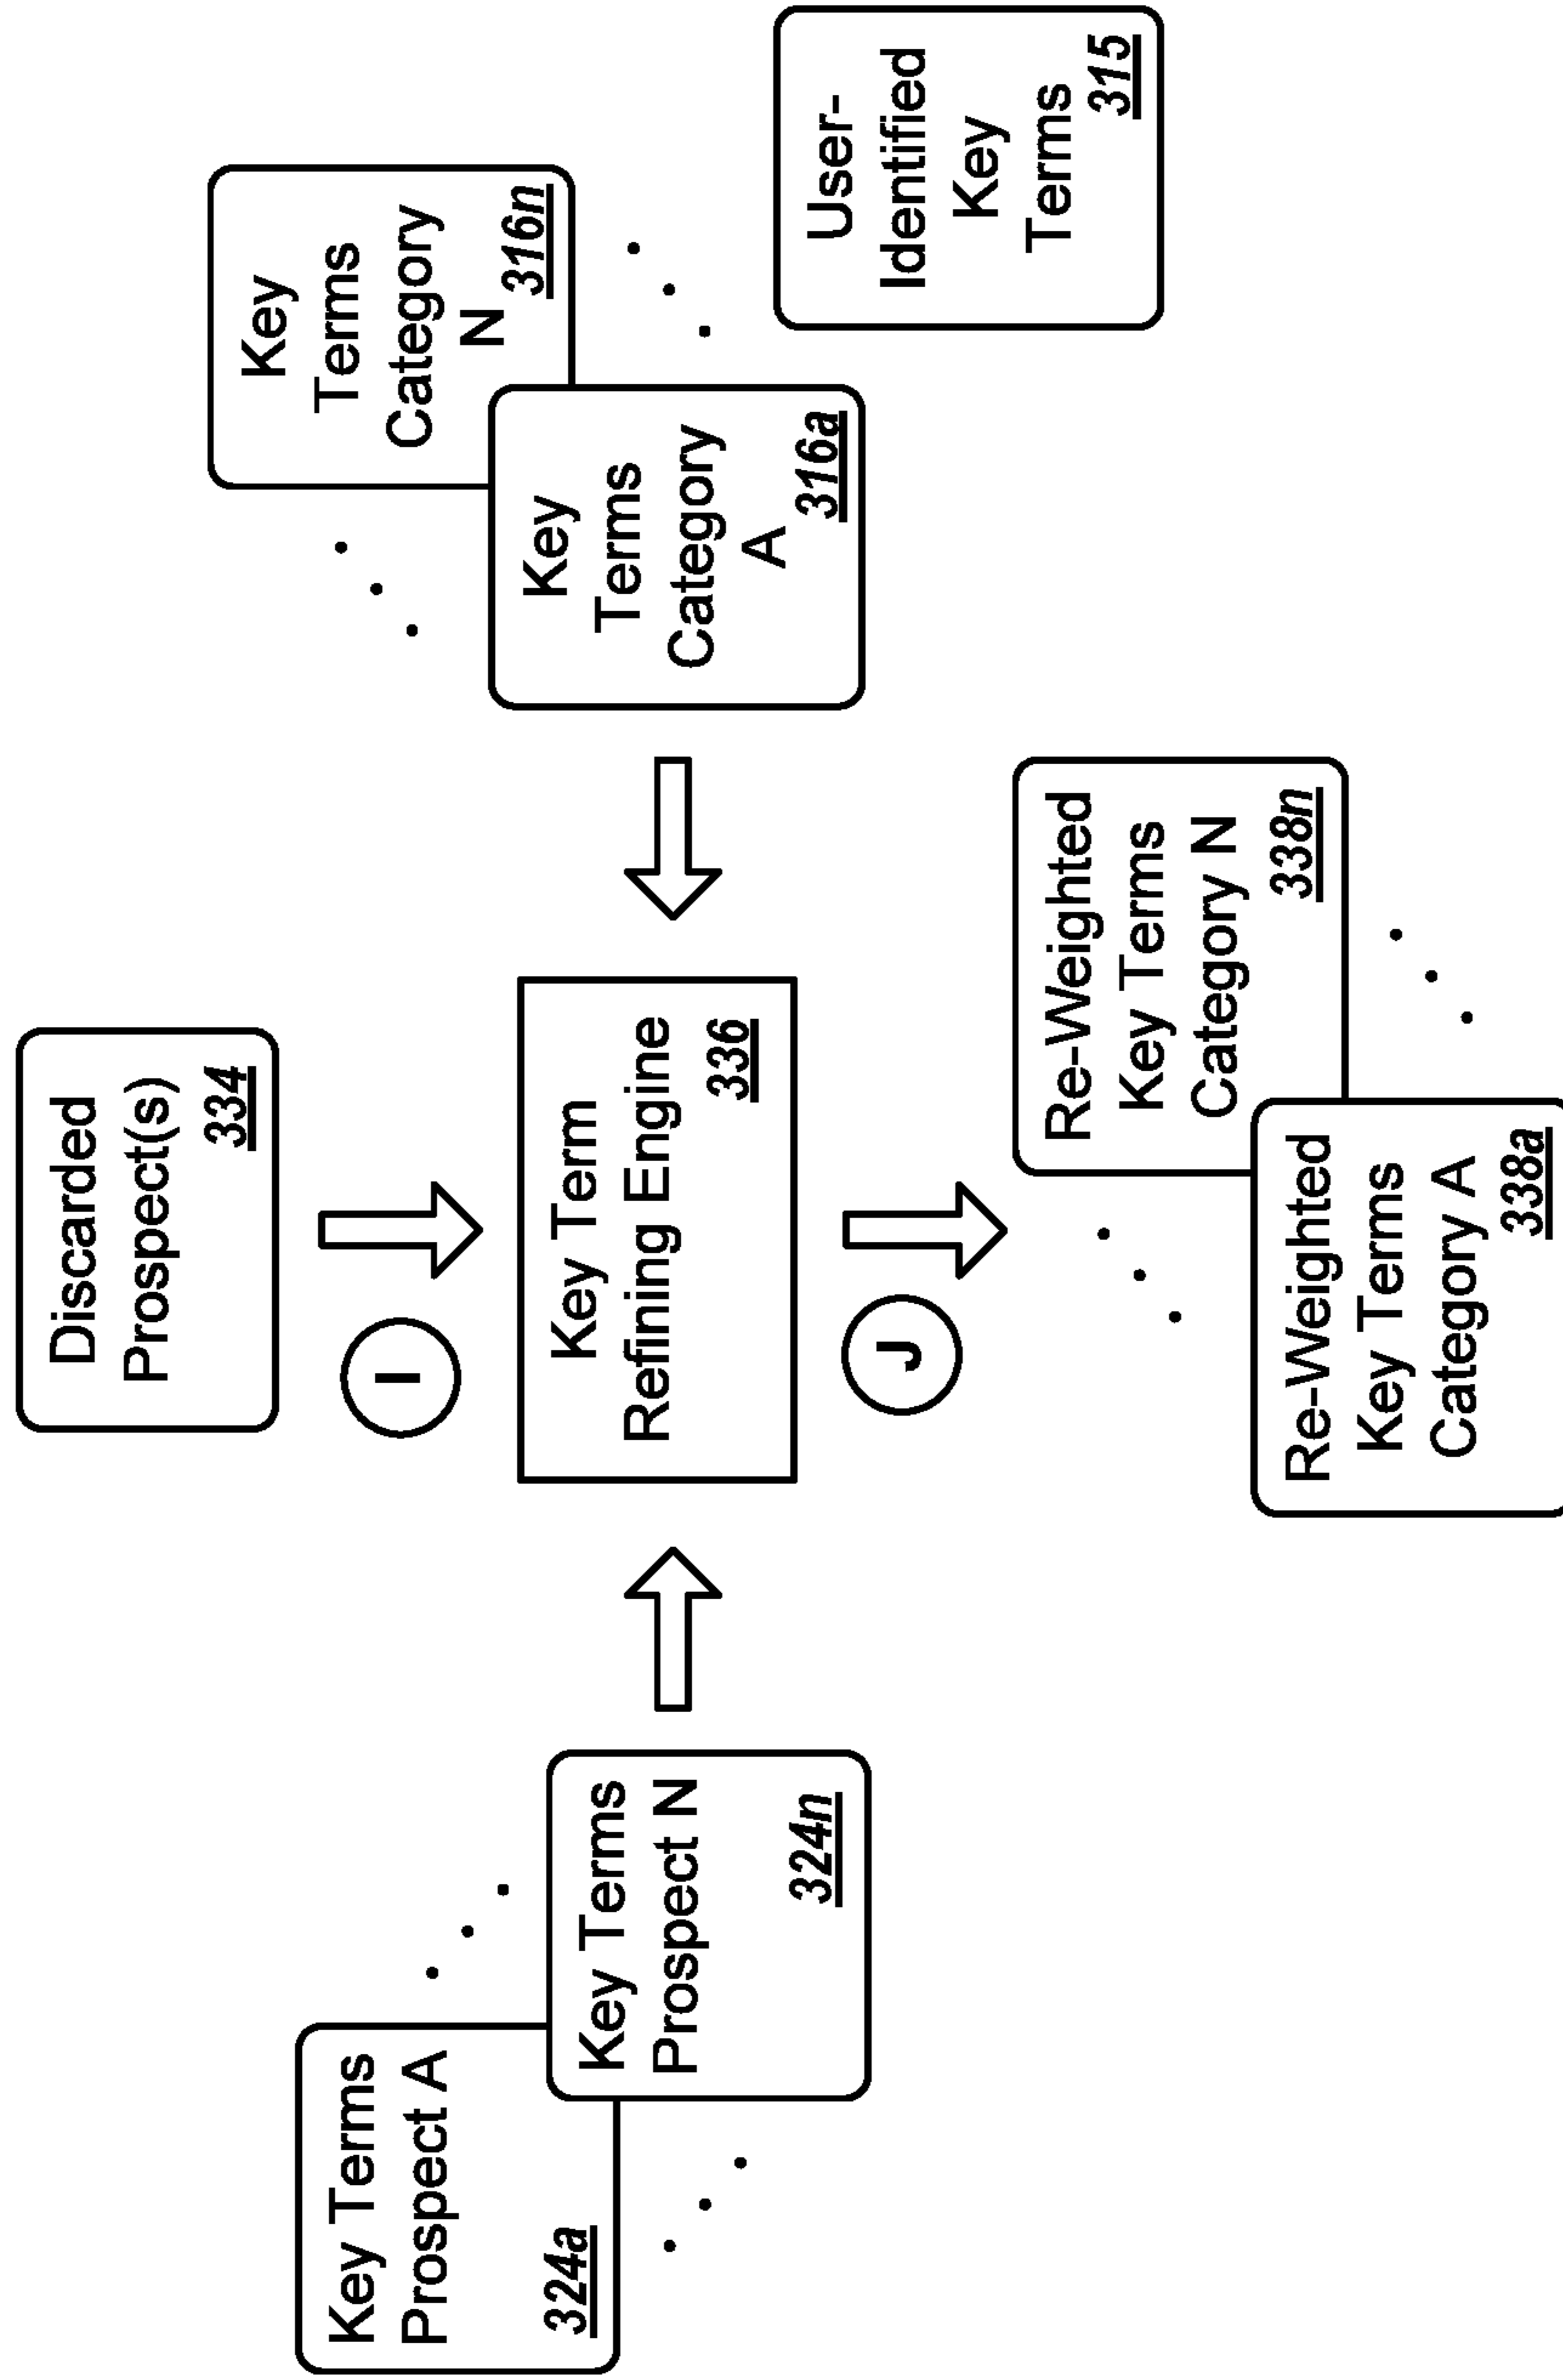 Discarded
Prospect(s)
334
I
Key Terms
Prospect A
324a
Key Terms
Prospect N
324n
Key Term
Refining Engine
336
Key
Terms
Category
N
316n
Key
Terms
Category
A
316a
User-
Identified
Key
Terms
315
J
Re-Weighted
Key Terms
Category N
338n
Re-Weighted
Key Terms
Category A
338a